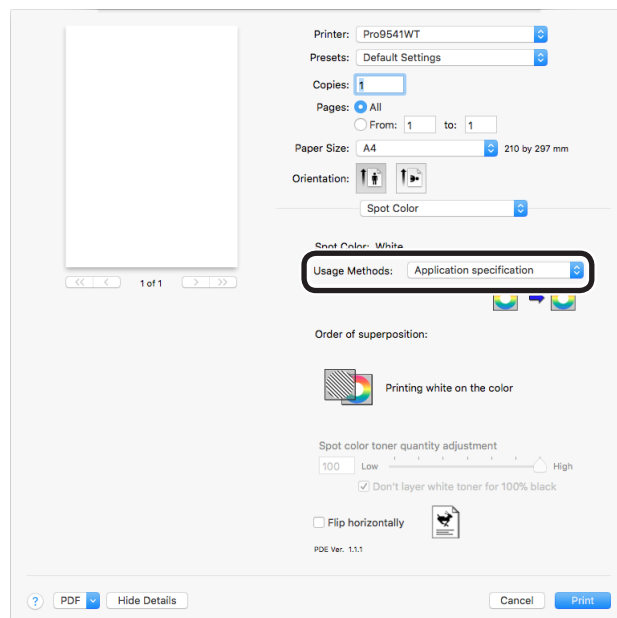 Printer: Pro9541WT
Presets: Default Settings
Copies: 1
Pages: All
From: 1 to: 1
Paper Size: A4 210 by 297 mm
Orientation:
Spot Color
Spot Color: White
Usage Methods: Application specification
<< < 1 of 1 > >>
Order of superposition:
Printing white on the color
Spot color toner quantity adjustment
100 Low High
Don't layer white toner for 100% black
Flip horizontally
PDE Ver. 1.1.1
? PDF Hide Details Cancel Print